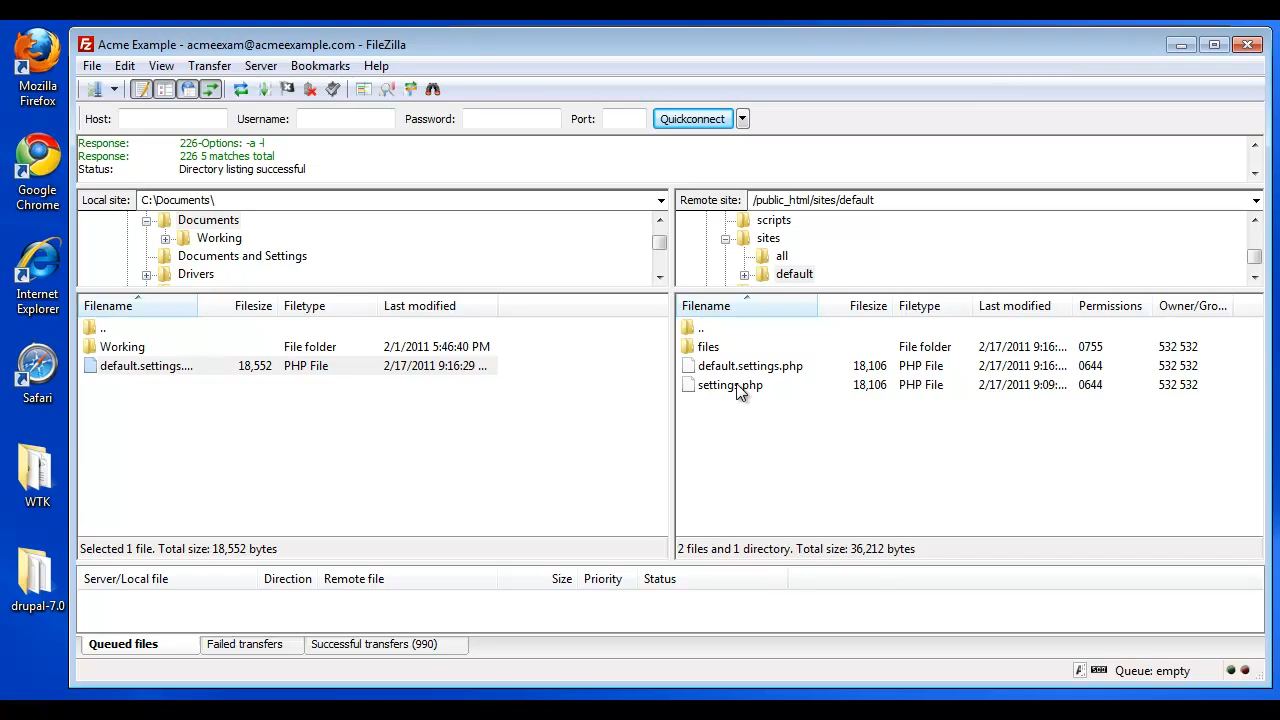 Mozilla
Firefox
Google
Chrome
Internet
Explorer
Safari
WTK
drupal-7.0
Acme Example - acmeexam@acmeexample.com - FileZilla
File Edit View Transfer Server Bookmarks Help
Host: Username: Password: Port: Quickconnect
Response: 226-Options: -a -l
Response: 226 5 matches total
Status: Directory listing successful
Local site: C:\Documents\
Documents
Working
Documents and Settings
Drivers
Remote site: /public_html/sites/default
scripts
sites
all
default
Filename Filesize Filetype Last modified
..
Working File folder 2/1/2011 5:46:40 PM
default.settings.... 18,552 PHP File 2/17/2011 9:16:29 ...
Selected 1 file. Total size: 18,552 bytes
Filename Filesize Filetype Last modified Permissions Owner/Gro...
..
files File folder 2/17/2011 9:16:... 0755 532 532
default.settings.php 18,106 PHP File 2/17/2011 9:16:... 0644 532 532
settings.php 18,106 PHP File 2/17/2011 9:09:... 0644 532 532
2 files and 1 directory. Total size: 36,212 bytes
Server/Local file Direction Remote file Size Priority Status
Queued files Failed transfers Successful transfers (990)
Queue: empty